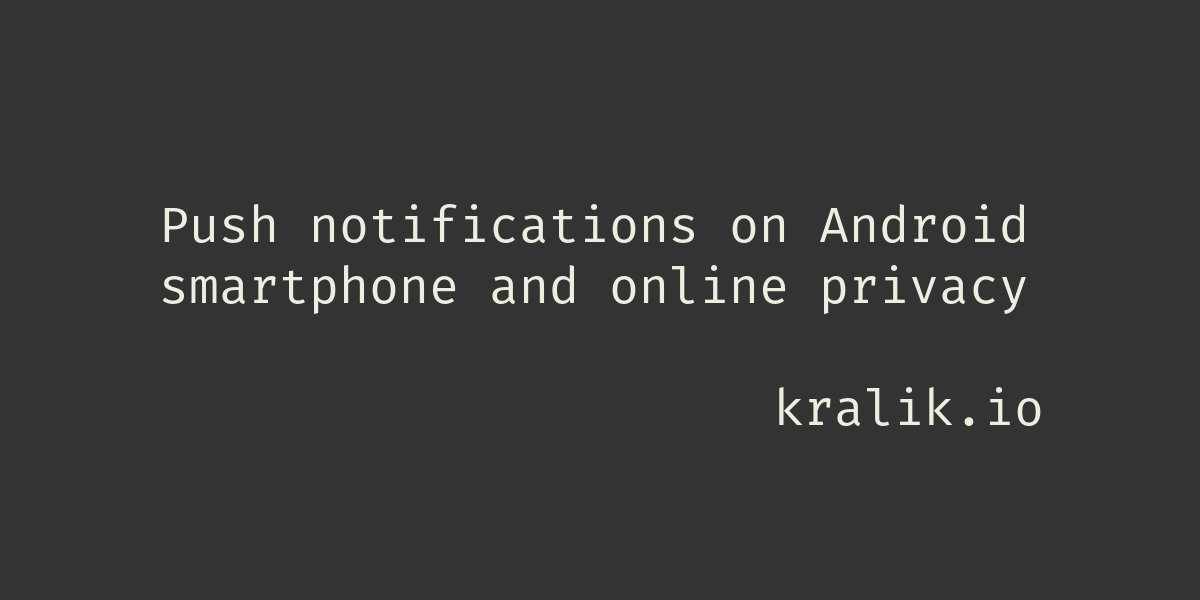 Push notifications on Android
smartphone and online privacy
kralik.io